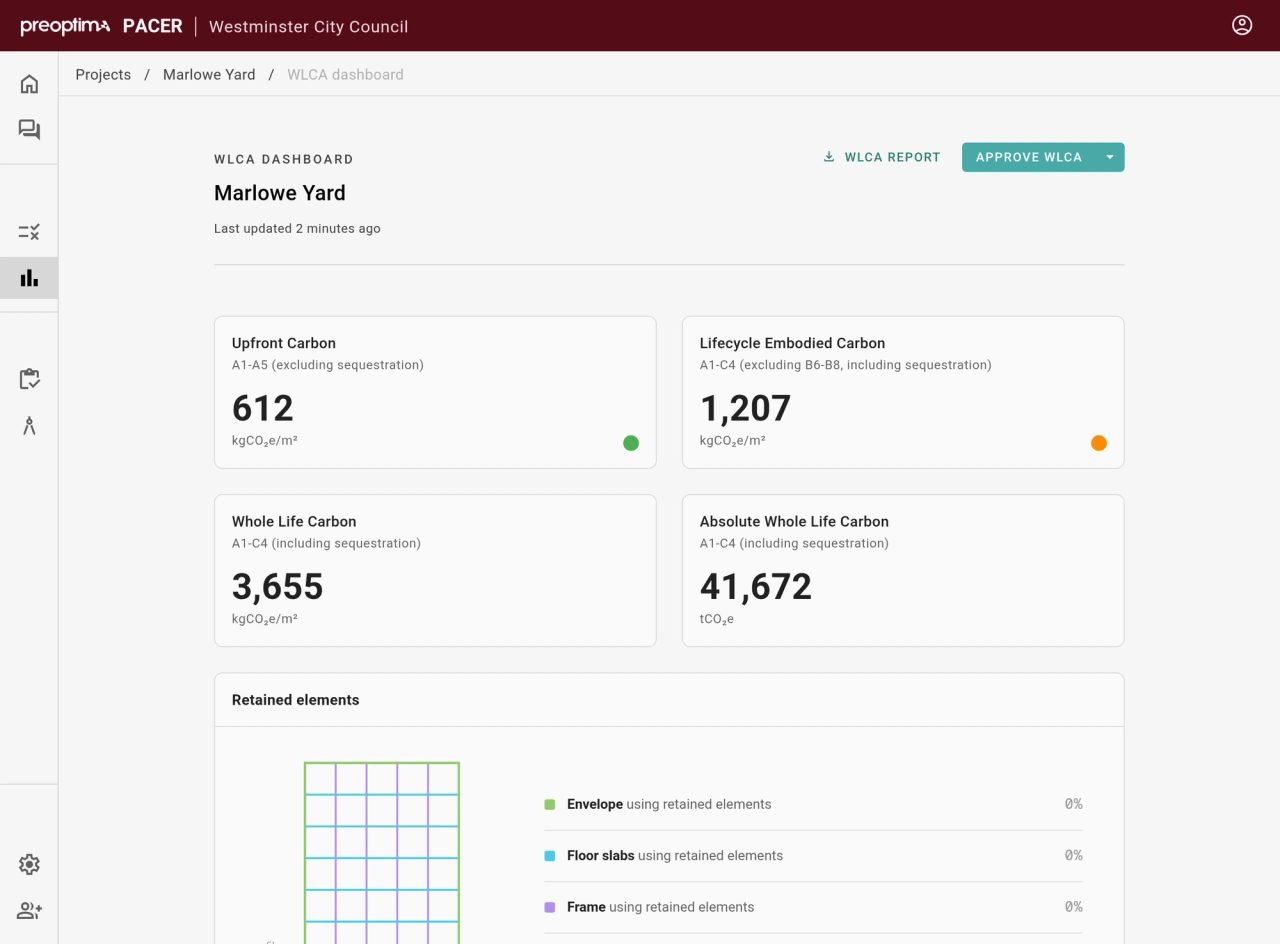 preoptima PACER | Westminster City Council
Projects / Marlowe Yard / WLCA dashboard
WLCA DASHBOARD
WLCA REPORT
APPROVE WLCA
Marlowe Yard
Last updated 2 minutes ago
Upfront Carbon
A1-A5 (excluding sequestration)
612
kgCO₂e/m²
Lifecycle Embodied Carbon
A1-C4 (excluding B6-B8, including sequestration)
1,207
kgCO₂e/m²
Whole Life Carbon
A1-C4 (including sequestration)
3,655
kgCO₂e/m²
Absolute Whole Life Carbon
A1-C4 (including sequestration)
41,672
tCO₂e
Retained elements
Envelope using retained elements 0%
Floor slabs using retained elements 0%
Frame using retained elements 0%